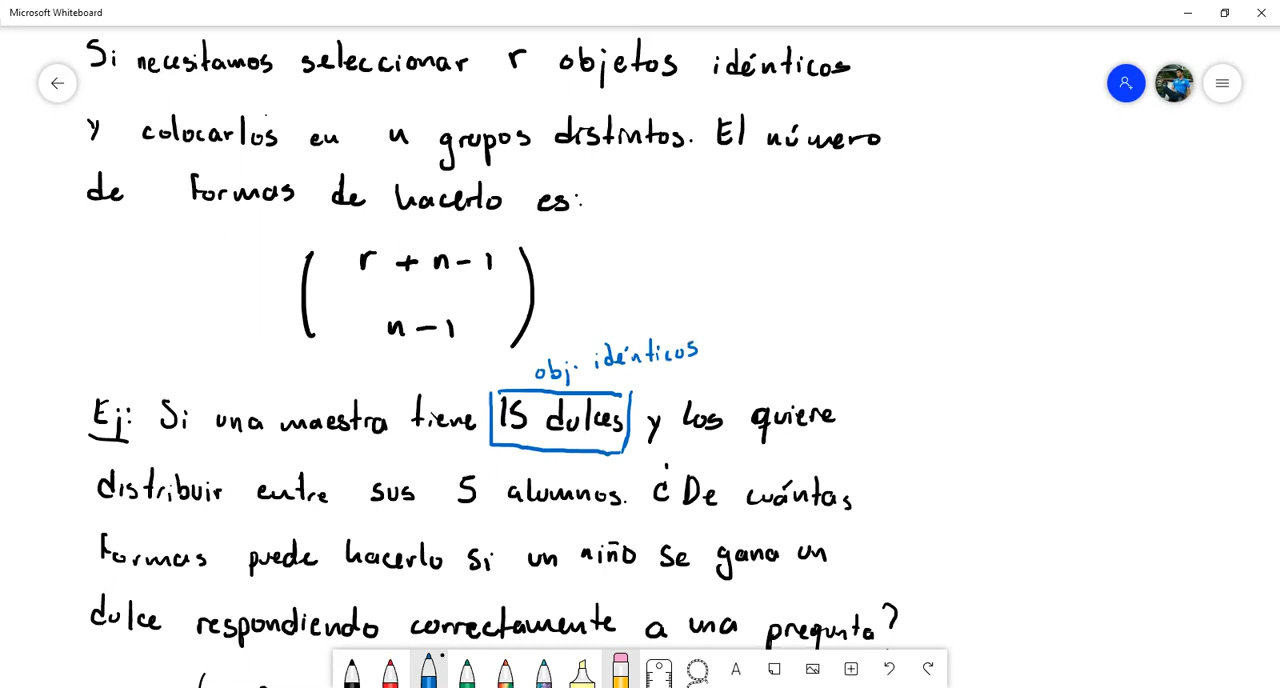 Microsoft Whiteboard
Si necesitamos seleccionar r objetos idénticos
y colocarlos en n grupos distintos. El número
de formas de hacerlo es:
r + n - 1
n - 1
obj. idénticos
Ej: Si una maestra tiene 15 dulces y los quiere
distribuir entre sus 5 alumnos. ¿De cuántas
formas puede hacerlo si un niño se gana un
dulce respondiendo correctamente a una pregunta?
A